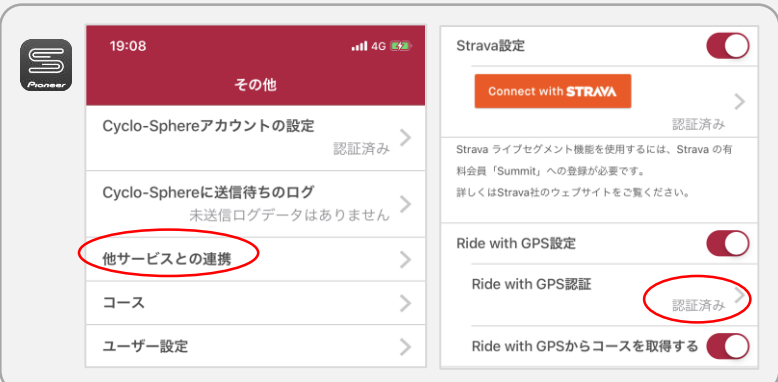 Pioneer
19:08
4G
その他
Cyclo-Sphereアカウントの設定
認証済み
Cyclo-Sphereに送信待ちのログ
未送信ログデータはありません
他サービスとの連携
コース
ユーザー設定
Strava設定
Connect with STRAVA
認証済み
Strava ライブセグメント機能を使用するには、Strava の有
料会員「Summit」への登録が必要です。
詳しくはStrava社のウェブサイトをご覧ください。
Ride with GPS設定
Ride with GPS認証
認証済み
Ride with GPSからコースを取得する